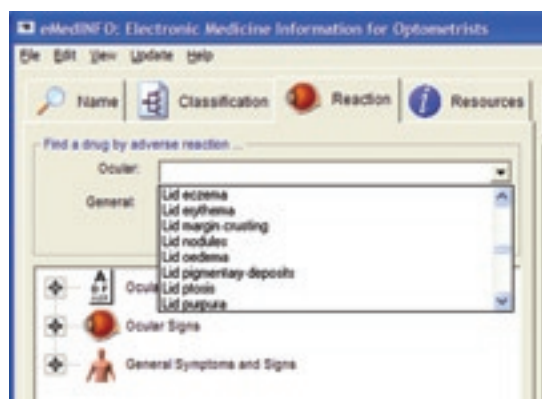 eMedINFO: Electronic Medicine Information for Optometrists
File Edit View Update Help
Name Classification Reaction Resources
Find a drug by adverse reaction ...
Ocular:
General:
Lid eczema
Lid erythema
Lid margin crusting
Lid nodules
Lid oedema
Lid pigmentary deposits
Lid ptosis
Lid purpura
Ocular Signs
General Symptoms and Signs